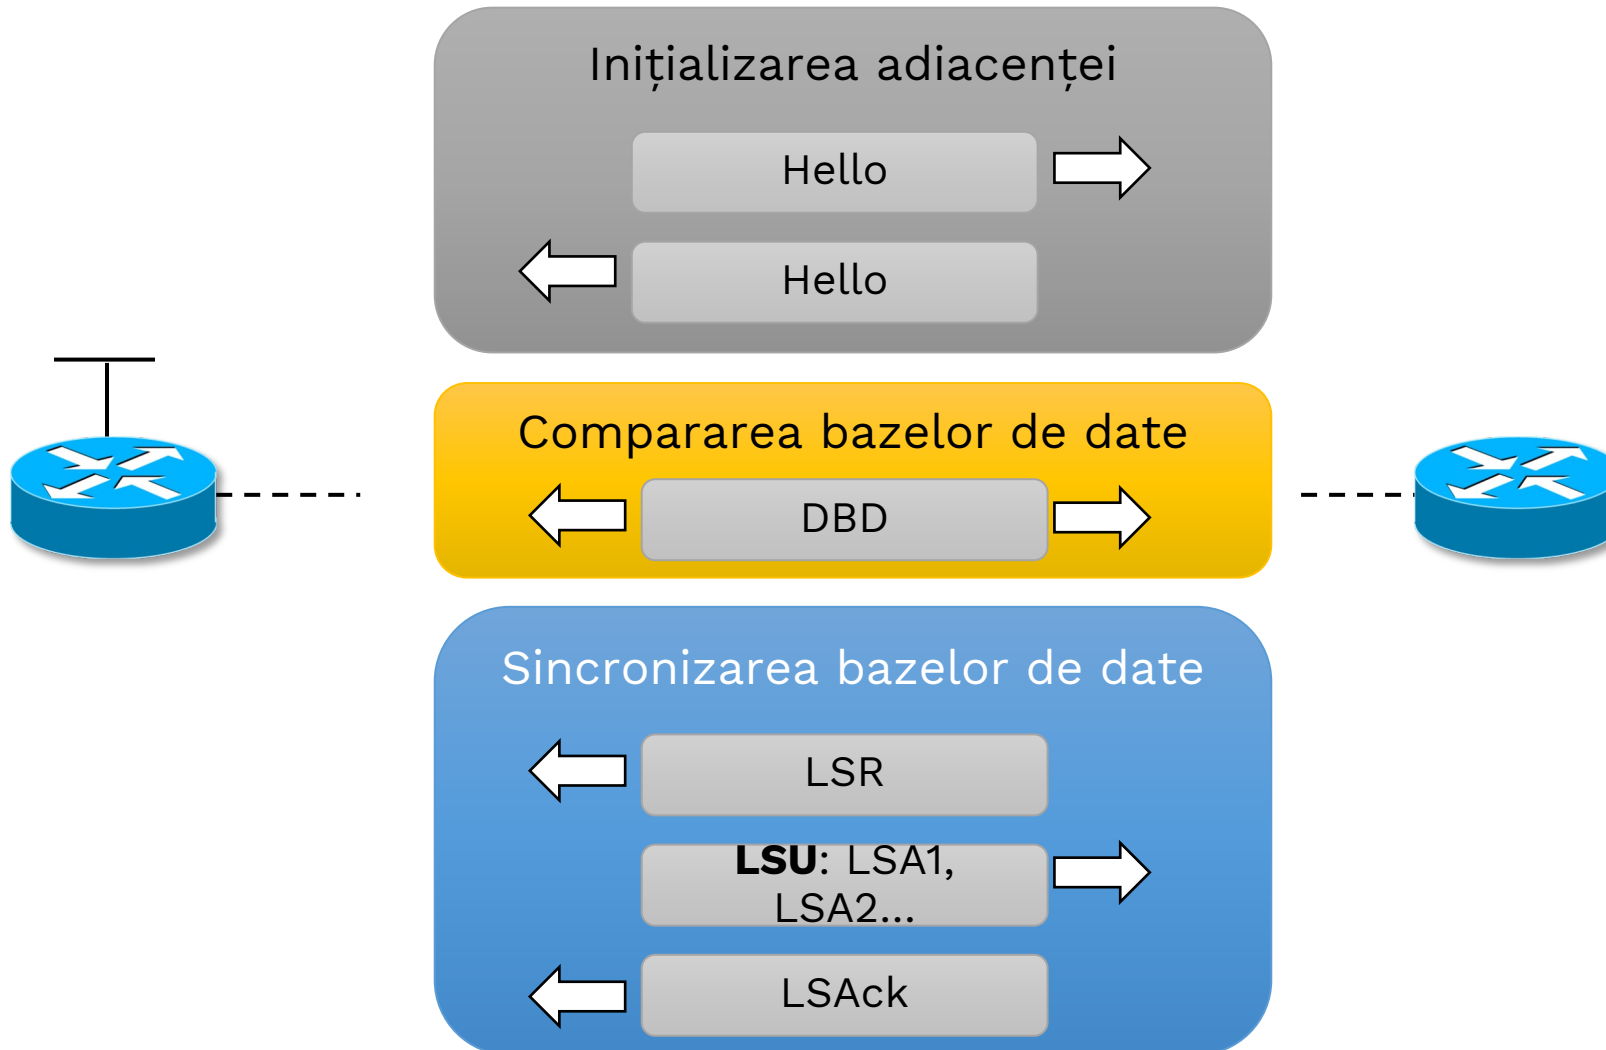 Inițializarea adiacenței
Hello
Hello
Compararea bazelor de date
DBD
Sincronizarea bazelor de date
LSR
LSU: LSA1,
LSA2...
LSAck